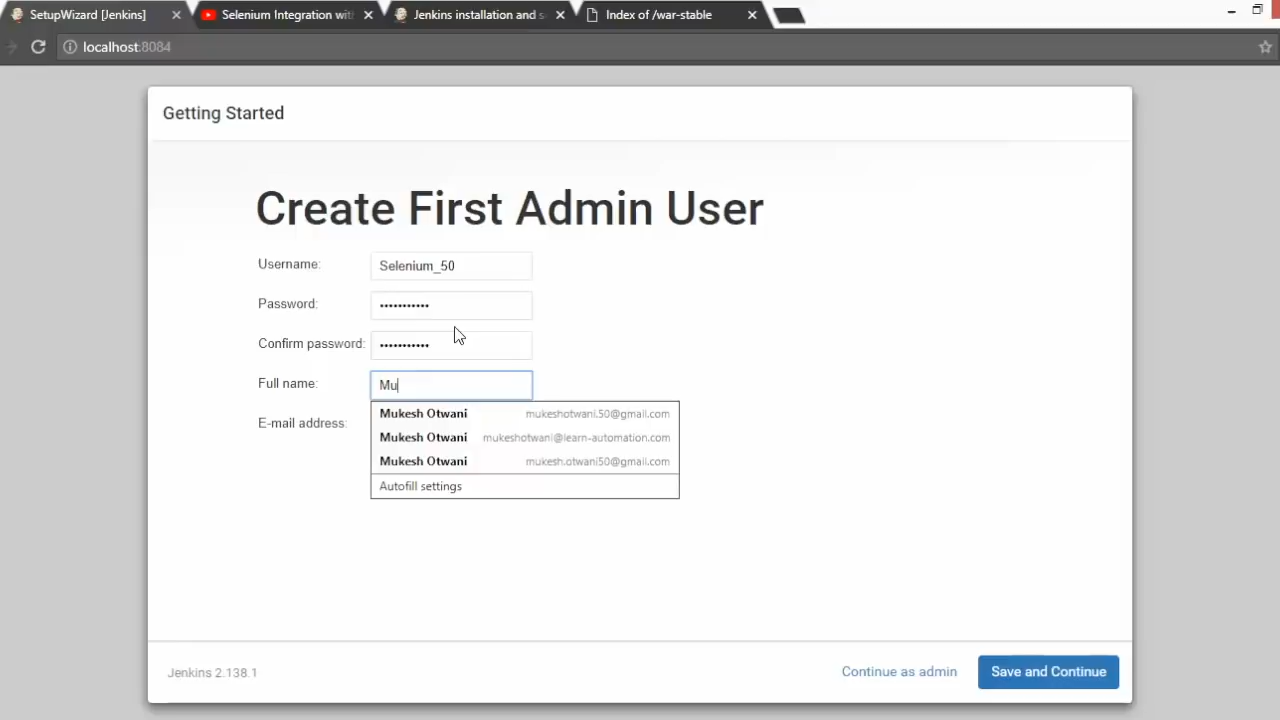 SetupWizard [Jenkins]
Selenium Integration with
Jenkins installation and s
Index of /war-stable
localhost:8084
Getting Started
Create First Admin User
Username:
Selenium_50
Password:
•••••••••••
Confirm password:
•••••••••••
Full name:
Mu
Mukesh Otwani mukeshotwani.50@gmail.com
E-mail address:
Mukesh Otwani mukeshotwani@learn-automation.com
Mukesh Otwani mukesh.otwani50@gmail.com
Autofill settings
Jenkins 2.138.1
Continue as admin
Save and Continue